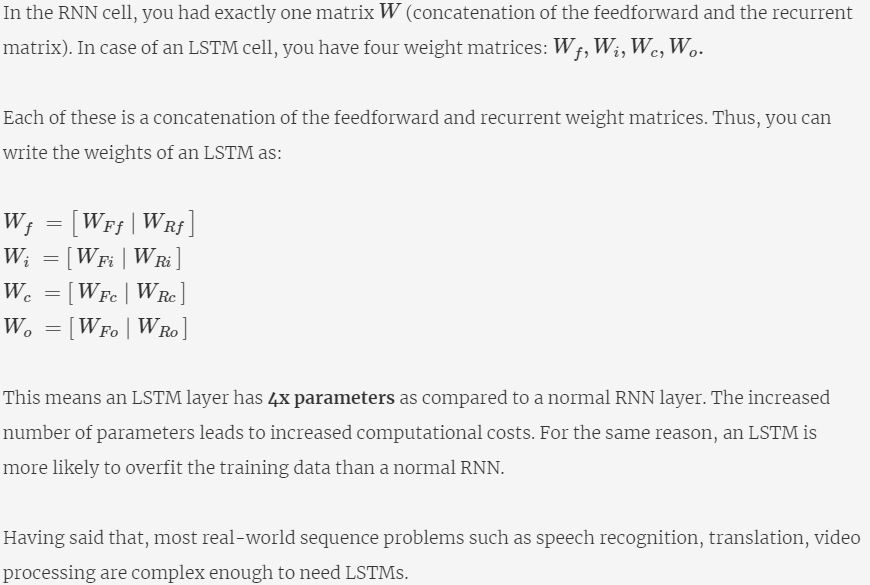 In the RNN cell, you had exactly one matrix W (concatenation of the feedforward and the recurrent
matrix). In case of an LSTM cell, you have four weight matrices: W_f, W_i, W_c, W_o.
Each of these is a concatenation of the feedforward and recurrent weight matrices. Thus, you can
write the weights of an LSTM as:
W_f = [ W_{Ff} | W_{Rf} ]
W_i = [ W_{Fi} | W_{Ri} ]
W_c = [ W_{Fc} | W_{Rc} ]
W_o = [ W_{Fo} | W_{Ro} ]
This means an LSTM layer has 4x parameters as compared to a normal RNN layer. The increased
number of parameters leads to increased computational costs. For the same reason, an LSTM is
more likely to overfit the training data than a normal RNN.
Having said that, most real-world sequence problems such as speech recognition, translation, video
processing are complex enough to need LSTMs.